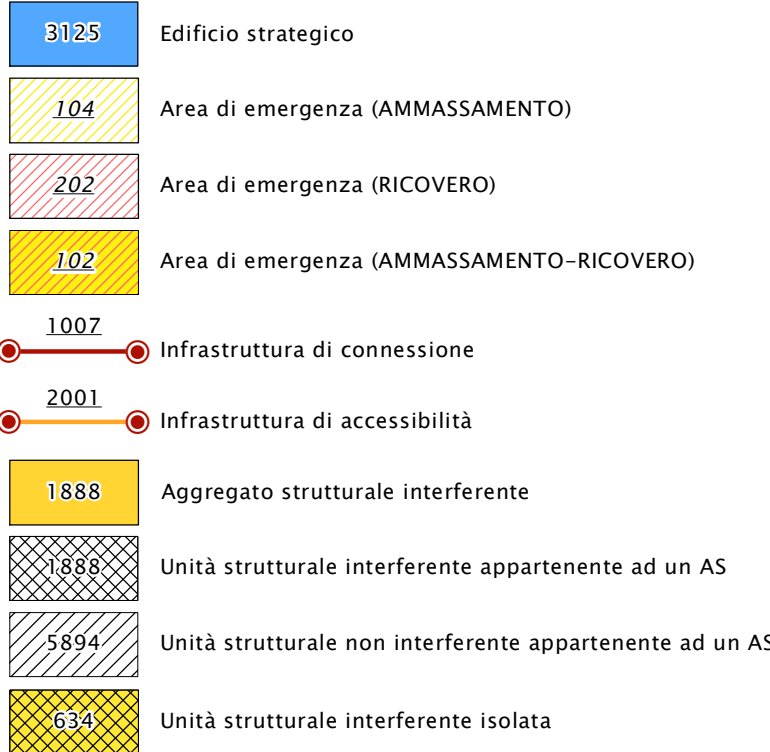 3125 Edificio strategico
104 Area di emergenza (AMMASSAMENTO)
202 Area di emergenza (RICOVERO)
102 Area di emergenza (AMMASSAMENTO-RICOVERO)
1007 Infrastruttura di connessione
2001 Infrastruttura di accessibilità
1888 Aggregato strutturale interferente
1888 Unità strutturale interferente appartenente ad un AS
5894 Unità strutturale non interferente appartenente ad un AS
634 Unità strutturale interferente isolata